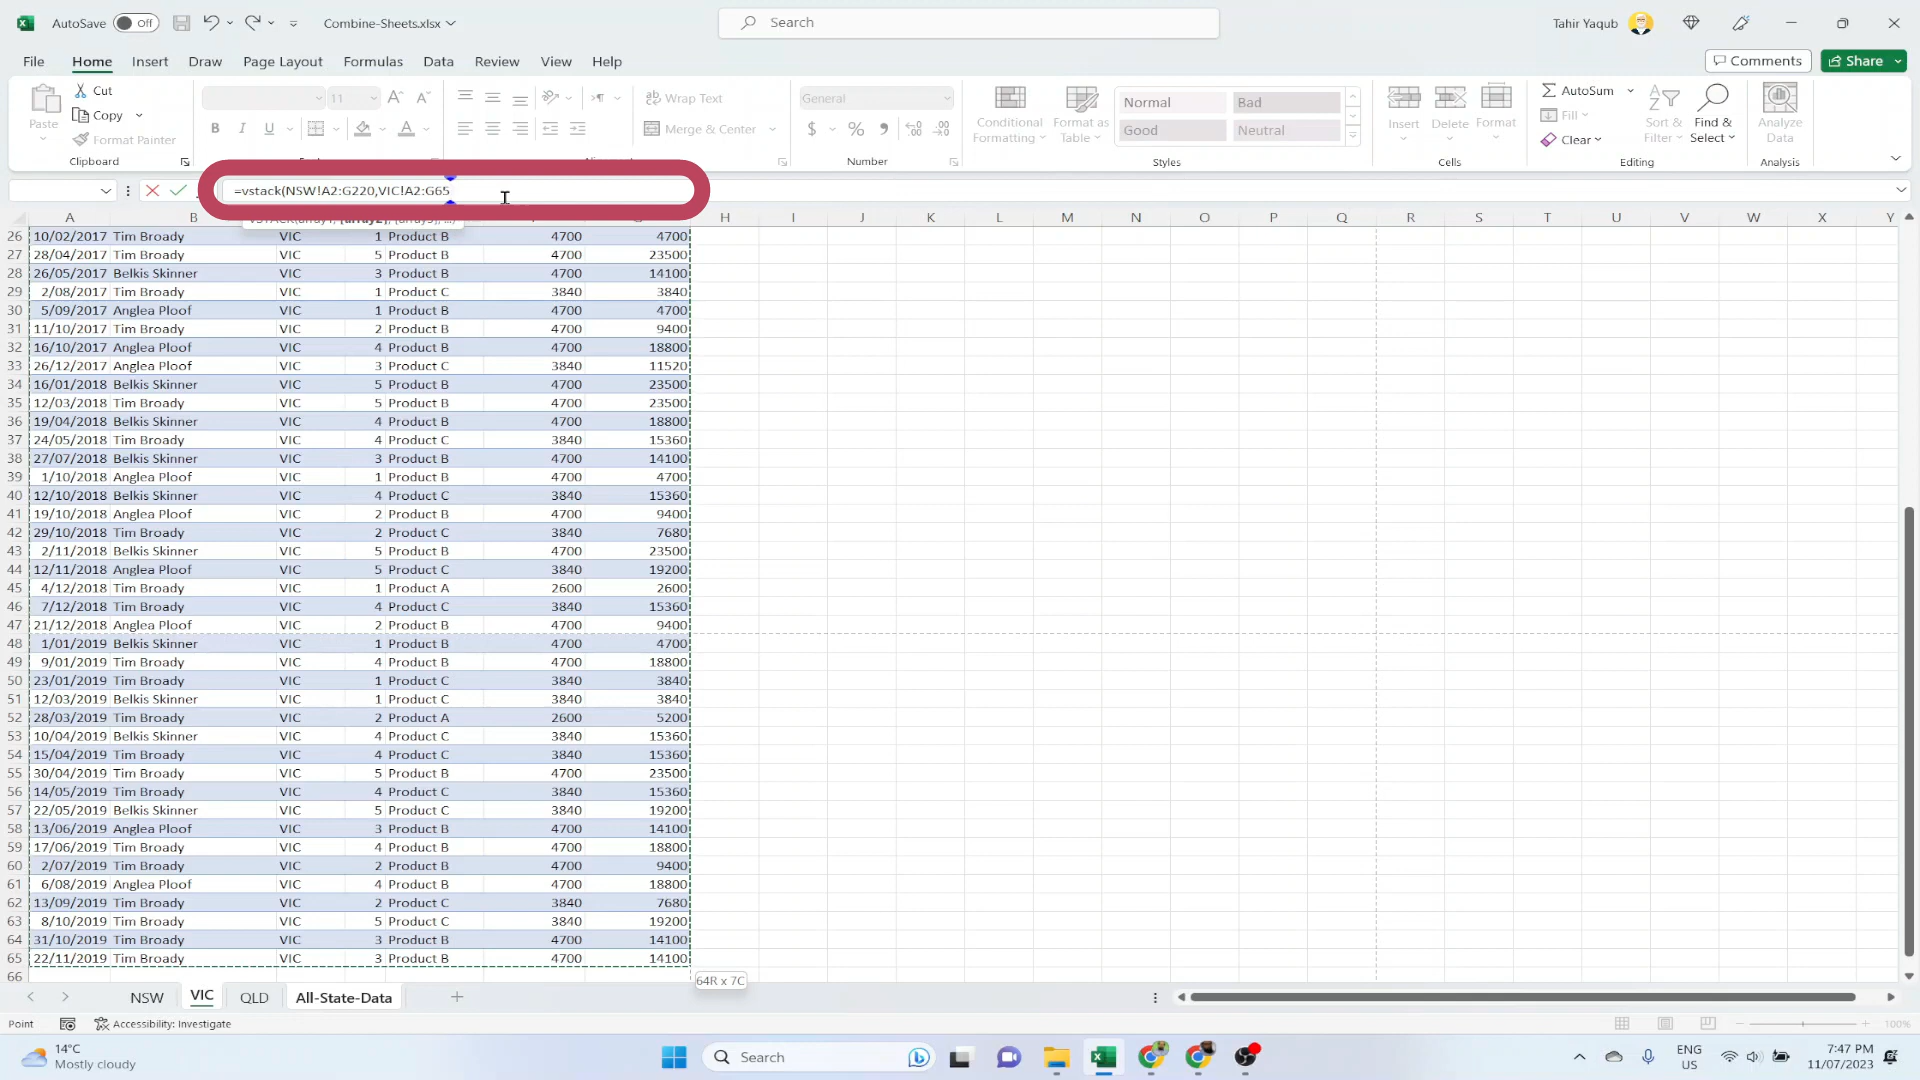 AutoSave Off Combine-Sheets.xlsx Search Tahir Yaqub
File Home Insert Draw Page Layout Formulas Data Review View Help Comments Share
Paste Cut Copy Format Painter Clipboard
11 Wrap Text Merge & Center
General $ % Number
Conditional Formatting Format as Table Normal Bad Good Neutral Styles
Insert Delete Format Cells
AutoSum Fill Clear Sort & Filter Find & Select Editing
Analyze Data Analysis
=vstack(NSW!A2:G220,VIC!A2:G65
A B H I J K L M N O P Q R S T U V W X Y
26 10/02/2017 Tim Broady VIC 1 Product B 4700 4700
27 28/04/2017 Tim Broady VIC 5 Product B 4700 23500
28 26/05/2017 Belkis Skinner VIC 3 Product B 4700 14100
29 2/08/2017 Tim Broady VIC 1 Product C 3840 3840
30 5/09/2017 Anglea Ploof VIC 1 Product B 4700 4700
31 11/10/2017 Tim Broady VIC 2 Product B 4700 9400
32 16/10/2017 Anglea Ploof VIC 4 Product B 4700 18800
33 26/12/2017 Anglea Ploof VIC 3 Product C 3840 11520
34 16/01/2018 Belkis Skinner VIC 5 Product B 4700 23500
35 12/03/2018 Tim Broady VIC 5 Product B 4700 23500
36 19/04/2018 Belkis Skinner VIC 4 Product B 4700 18800
37 24/05/2018 Tim Broady VIC 4 Product C 3840 15360
38 27/07/2018 Belkis Skinner VIC 3 Product B 4700 14100
39 1/10/2018 Anglea Ploof VIC 1 Product B 4700 4700
40 12/10/2018 Belkis Skinner VIC 4 Product C 3840 15360
41 19/10/2018 Anglea Ploof VIC 2 Product B 4700 9400
42 29/10/2018 Tim Broady VIC 2 Product C 3840 7680
43 2/11/2018 Belkis Skinner VIC 5 Product B 4700 23500
44 12/11/2018 Anglea Ploof VIC 5 Product C 3840 19200
45 4/12/2018 Tim Broady VIC 1 Product A 2600 2600
46 7/12/2018 Tim Broady VIC 4 Product C 3840 15360
47 21/12/2018 Anglea Ploof VIC 2 Product B 4700 9400
48 1/01/2019 Belkis Skinner VIC 1 Product B 4700 4700
49 9/01/2019 Tim Broady VIC 4 Product B 4700 18800
50 23/01/2019 Tim Broady VIC 1 Product C 3840 3840
51 12/03/2019 Belkis Skinner VIC 1 Product C 3840 3840
52 28/03/2019 Tim Broady VIC 2 Product A 2600 5200
53 10/04/2019 Belkis Skinner VIC 4 Product C 3840 15360
54 15/04/2019 Tim Broady VIC 4 Product C 3840 15360
55 30/04/2019 Tim Broady VIC 5 Product B 4700 23500
56 14/05/2019 Tim Broady VIC 4 Product C 3840 15360
57 22/05/2019 Belkis Skinner VIC 5 Product C 3840 19200
58 13/06/2019 Anglea Ploof VIC 3 Product B 4700 14100
59 17/06/2019 Tim Broady VIC 4 Product B 4700 18800
60 2/07/2019 Tim Broady VIC 2 Product B 4700 9400
61 6/08/2019 Anglea Ploof VIC 4 Product B 4700 18800
62 13/09/2019 Tim Broady VIC 2 Product C 3840 7680
63 8/10/2019 Tim Broady VIC 5 Product C 3840 19200
64 31/10/2019 Tim Broady VIC 3 Product B 4700 14100
65 22/11/2019 Tim Broady VIC 3 Product B 4700 14100
66 64R x 7C
NSW VIC QLD All-State-Data
Point Accessibility: Investigate 100%
14°C Mostly cloudy Search ENG US 7:47 PM 11/07/2023